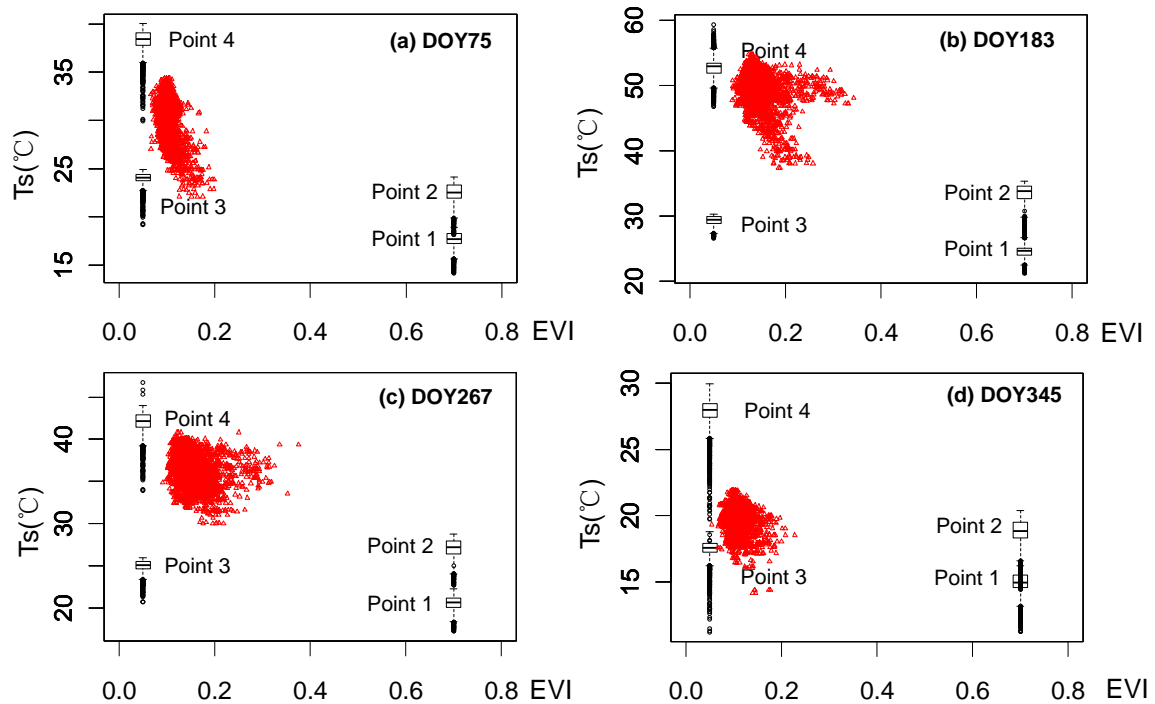 (a) DOY75
Ts(℃)
35
25
15
Point 4
Point 3
Point 2
Point 1
0.0 0.2 0.4 0.6 0.8 EVI
(b) DOY183
Ts(℃)
60
50
40
30
20
Point 4
Point 3
Point 2
Point 1
0.0 0.2 0.4 0.6 0.8 EVI
(c) DOY267
Ts(℃)
40
30
20
Point 4
Point 3
Point 2
Point 1
0.0 0.2 0.4 0.6 0.8 EVI
(d) DOY345
Ts(℃)
30
25
20
15
Point 4
Point 3
Point 2
Point 1
0.0 0.2 0.4 0.6 0.8 EVI